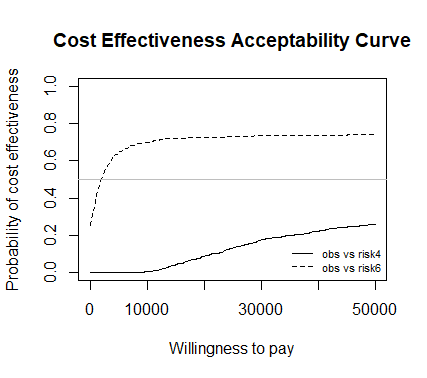 Cost Effectiveness Acceptability Curve
Probability of cost effectiveness
1.0
0.8
0.6
0.4
0.2
0.0
obs vs risk4
obs vs risk6
0 10000 30000 50000
Willingness to pay